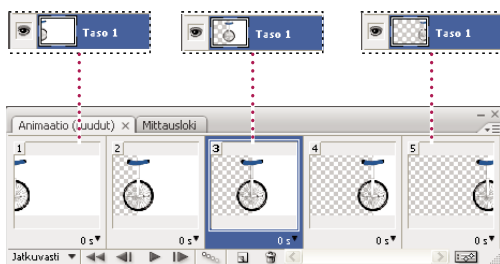 Taso 1 Taso 1 Taso 1
Animaatio (ruudut) × Mittausloki
1 2 3 4 5
0 s 0 s 0 s 0 s 0 s
Jatkuvasti